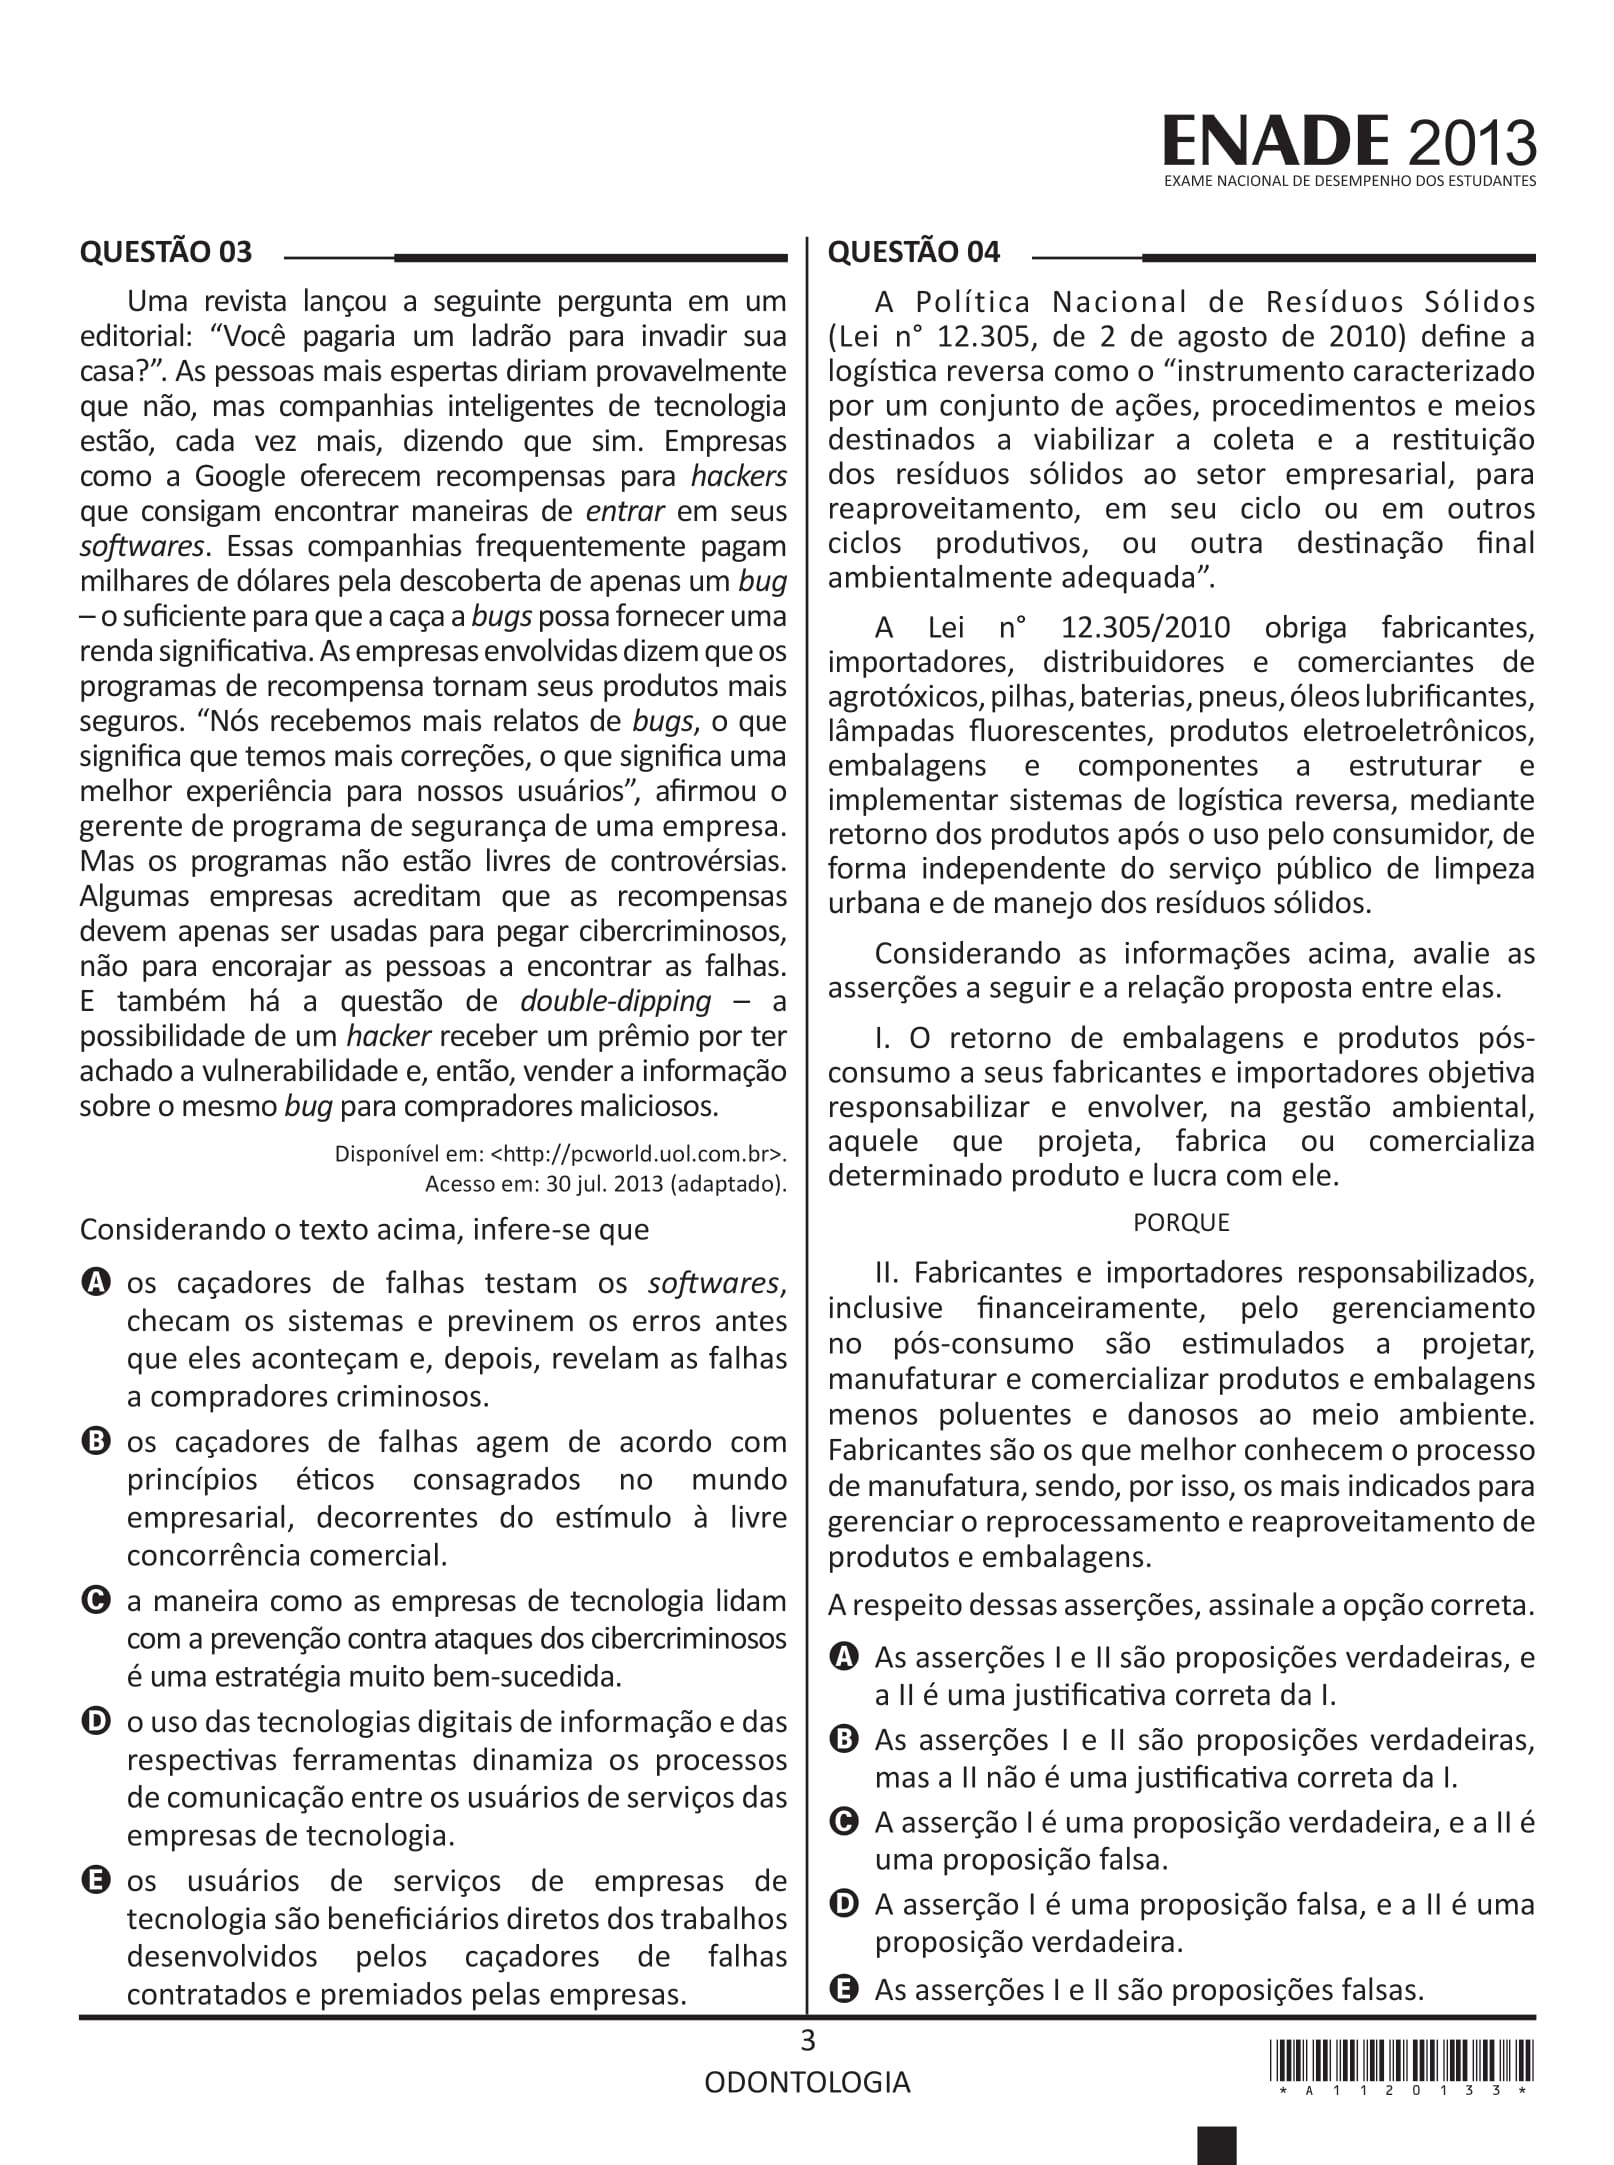 ENADE 2013
EXAME NACIONAL DE DESEMPENHO DOS ESTUDANTES
QUESTÃO 03
Uma revista lançou a seguinte pergunta em um
editorial: “Você pagaria um ladrão para invadir sua
casa?”. As pessoas mais espertas diriam provavelmente
que não, mas companhias inteligentes de tecnologia
estão, cada vez mais, dizendo que sim. Empresas
como a Google oferecem recompensas para hackers
que consigam encontrar maneiras de entrar em seus
softwares. Essas companhias frequentemente pagam
milhares de dólares pela descoberta de apenas um bug
– o suficiente para que a caça a bugs possa fornecer uma
renda significativa. As empresas envolvidas dizem que os
programas de recompensa tornam seus produtos mais
seguros. “Nós recebemos mais relatos de bugs, o que
significa que temos mais correções, o que significa uma
melhor experiência para nossos usuários”, afirmou o
gerente de programa de segurança de uma empresa.
Mas os programas não estão livres de controvérsias.
Algumas empresas acreditam que as recompensas
devem apenas ser usadas para pegar cibercriminosos,
não para encorajar as pessoas a encontrar as falhas.
E também há a questão de double-dipping – a
possibilidade de um hacker receber um prêmio por ter
achado a vulnerabilidade e, então, vender a informação
sobre o mesmo bug para compradores maliciosos.
Disponível em: <http://pcworld.uol.com.br>.
Acesso em: 30 jul. 2013 (adaptado).
Considerando o texto acima, infere-se que
A os caçadores de falhas testam os softwares,
checam os sistemas e previnem os erros antes
que eles aconteçam e, depois, revelam as falhas
a compradores criminosos.
B os caçadores de falhas agem de acordo com
princípios éticos consagrados no mundo
empresarial, decorrentes do estímulo à livre
concorrência comercial.
C a maneira como as empresas de tecnologia lidam
com a prevenção contra ataques dos cibercriminosos
é uma estratégia muito bem-sucedida.
D o uso das tecnologias digitais de informação e das
respectivas ferramentas dinamiza os processos
de comunicação entre os usuários de serviços das
empresas de tecnologia.
E os usuários de serviços de empresas de
tecnologia são beneficiários diretos dos trabalhos
desenvolvidos pelos caçadores de falhas
contratados e premiados pelas empresas.
QUESTÃO 04
A Política Nacional de Resíduos Sólidos
(Lei n° 12.305, de 2 de agosto de 2010) define a
logística reversa como o “instrumento caracterizado
por um conjunto de ações, procedimentos e meios
destinados a viabilizar a coleta e a restituição
dos resíduos sólidos ao setor empresarial, para
reaproveitamento, em seu ciclo ou em outros
ciclos produtivos, ou outra destinação final
ambientalmente adequada”.
A Lei n° 12.305/2010 obriga fabricantes,
importadores, distribuidores e comerciantes de
agrotóxicos, pilhas, baterias, pneus, óleos lubrificantes,
lâmpadas fluorescentes, produtos eletroeletrônicos,
embalagens e componentes a estruturar e
implementar sistemas de logística reversa, mediante
retorno dos produtos após o uso pelo consumidor, de
forma independente do serviço público de limpeza
urbana e de manejo dos resíduos sólidos.
Considerando as informações acima, avalie as
asserções a seguir e a relação proposta entre elas.
I. O retorno de embalagens e produtos pós-
consumo a seus fabricantes e importadores objetiva
responsabilizar e envolver, na gestão ambiental,
aquele que projeta, fabrica ou comercializa
determinado produto e lucra com ele.
PORQUE
II. Fabricantes e importadores responsabilizados,
inclusive financeiramente, pelo gerenciamento
no pós-consumo são estimulados a projetar,
manufaturar e comercializar produtos e embalagens
menos poluentes e danosos ao meio ambiente.
Fabricantes são os que melhor conhecem o processo
de manufatura, sendo, por isso, os mais indicados para
gerenciar o reprocessamento e reaproveitamento de
produtos e embalagens.
A respeito dessas asserções, assinale a opção correta.
A As asserções I e II são proposições verdadeiras, e
a II é uma justificativa correta da I.
B As asserções I e II são proposições verdadeiras,
mas a II não é uma justificativa correta da I.
C A asserção I é uma proposição verdadeira, e a II é
uma proposição falsa.
D A asserção I é uma proposição falsa, e a II é uma
proposição verdadeira.
E As asserções I e II são proposições falsas.
3
ODONTOLOGIA
*A1120133*